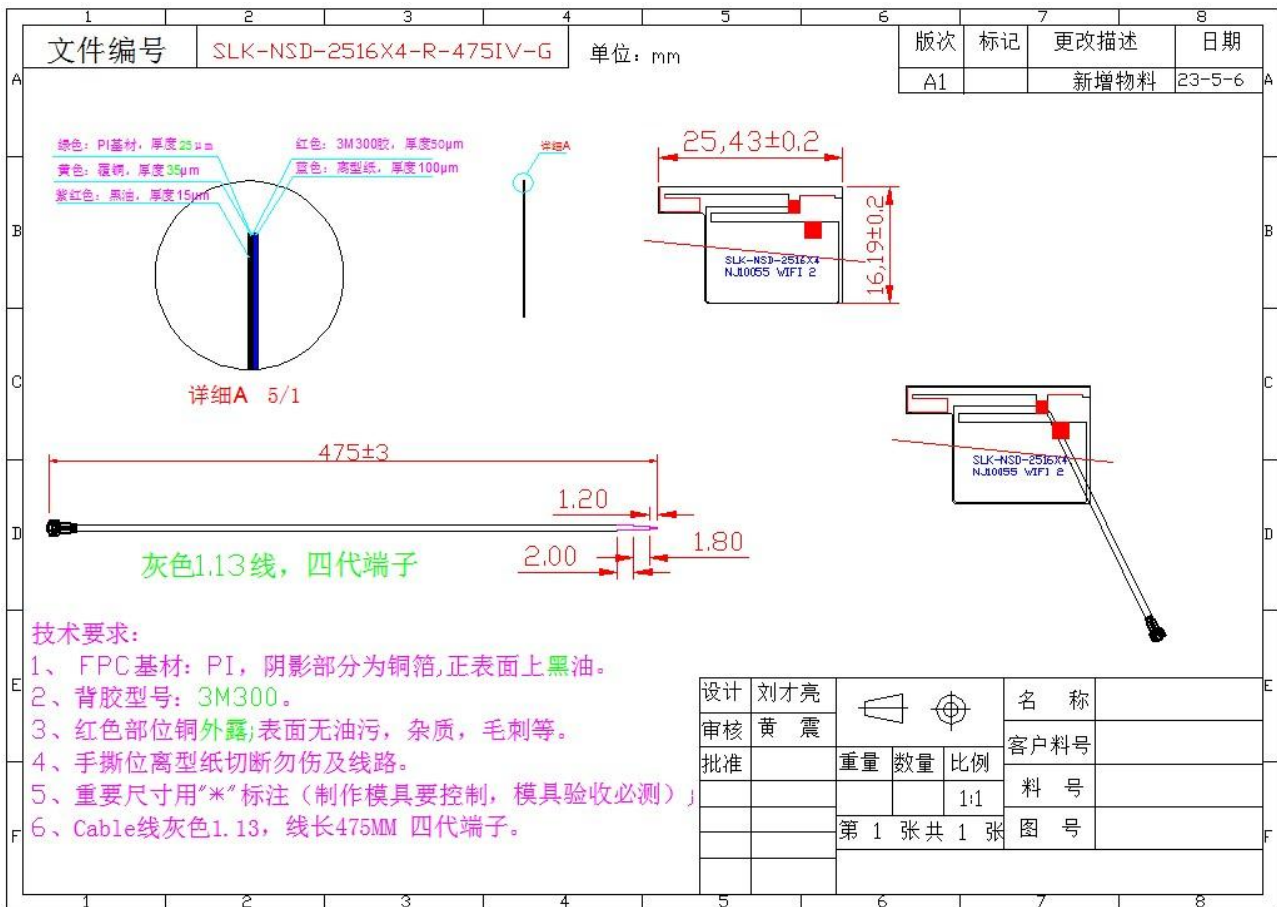 1 2 3 4 5 6 7 8
文件编号 SLK-NSD-2516X4-R-475IV-G 单位：mm
版次 标记 更改描述 日期
A1 新增物料 23-5-6
A A
绿色：PI基材，厚度25μm
黄色：覆铜，厚度35μm
紫红色：黑油，厚度15μm
红色：3M300胶，厚度50μm
蓝色：离型纸，厚度100μm
详细A
25,43±0,2
16,19±0,2
SLK-NSD-2516X4
NJ10055 WIFI 2
B B
详细A 5/1
C C
475±3
1.20
2.00
1.80
灰色1.13线，四代端子
SLK-NSD-2516X4
NJ10055 WIFI 2
D D
技术要求：
1、 FPC基材：PI，阴影部分为铜箔,正表面上黑油。
2、背胶型号：3M300。
3、红色部位铜外露;表面无油污，杂质，毛刺等。
4、手撕位离型纸切断勿伤及线路。
5、重要尺寸用"*"标注（制作模具要控制，模具验收必测）;
6、Cable线灰色1.13，线长475MM 四代端子。
E E
设计 刘才亮
审核 黄 震
批准
重量 数量 比例
1:1
第 1 张共 1 张
名 称
客户料号
料 号
图 号
F F
1 2 3 4 5 6 7 8